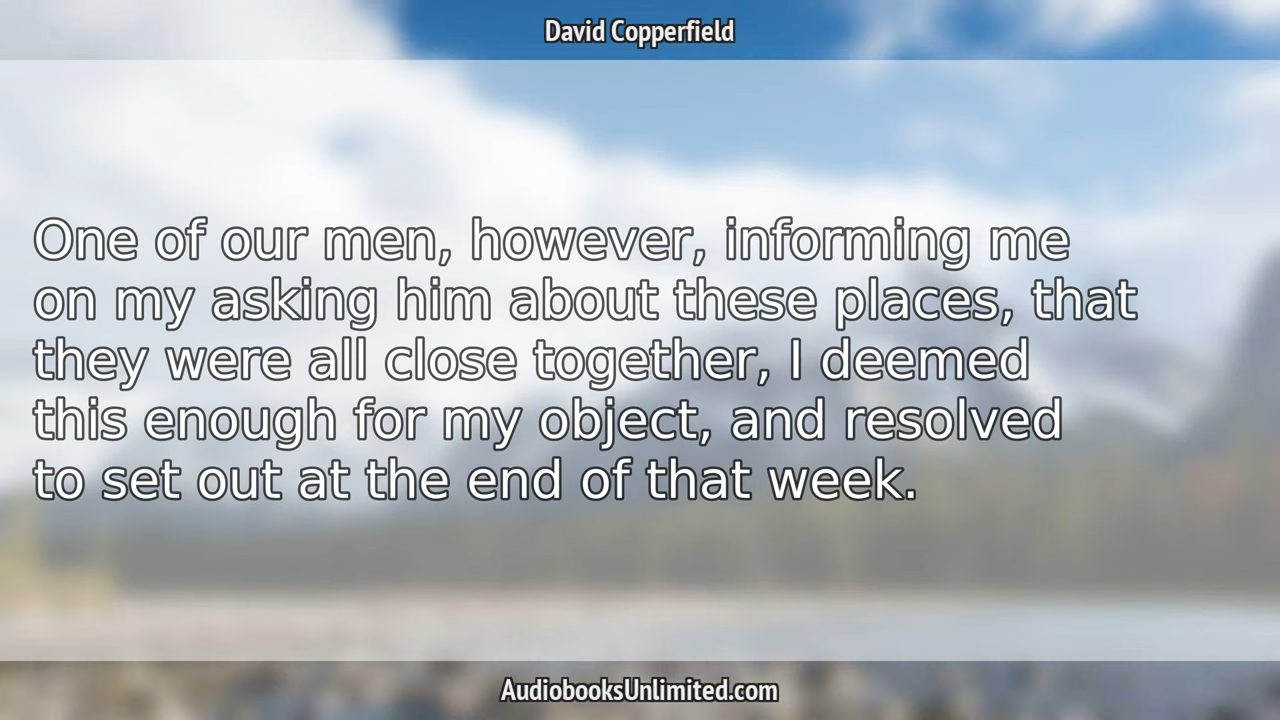 David Copperfield
One of our men, however, informing me
on my asking him about these places, that
they were all close together, I deemed
this enough for my object, and resolved
to set out at the end of that week.
AudiobooksUnlimited.com